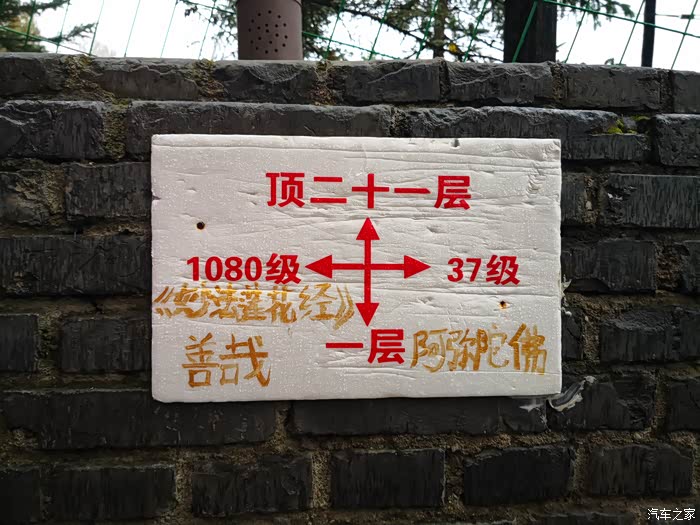 顶二十一层
1080级
37级
《妙法莲花经》
一层
善哉
阿弥陀佛
汽车之家